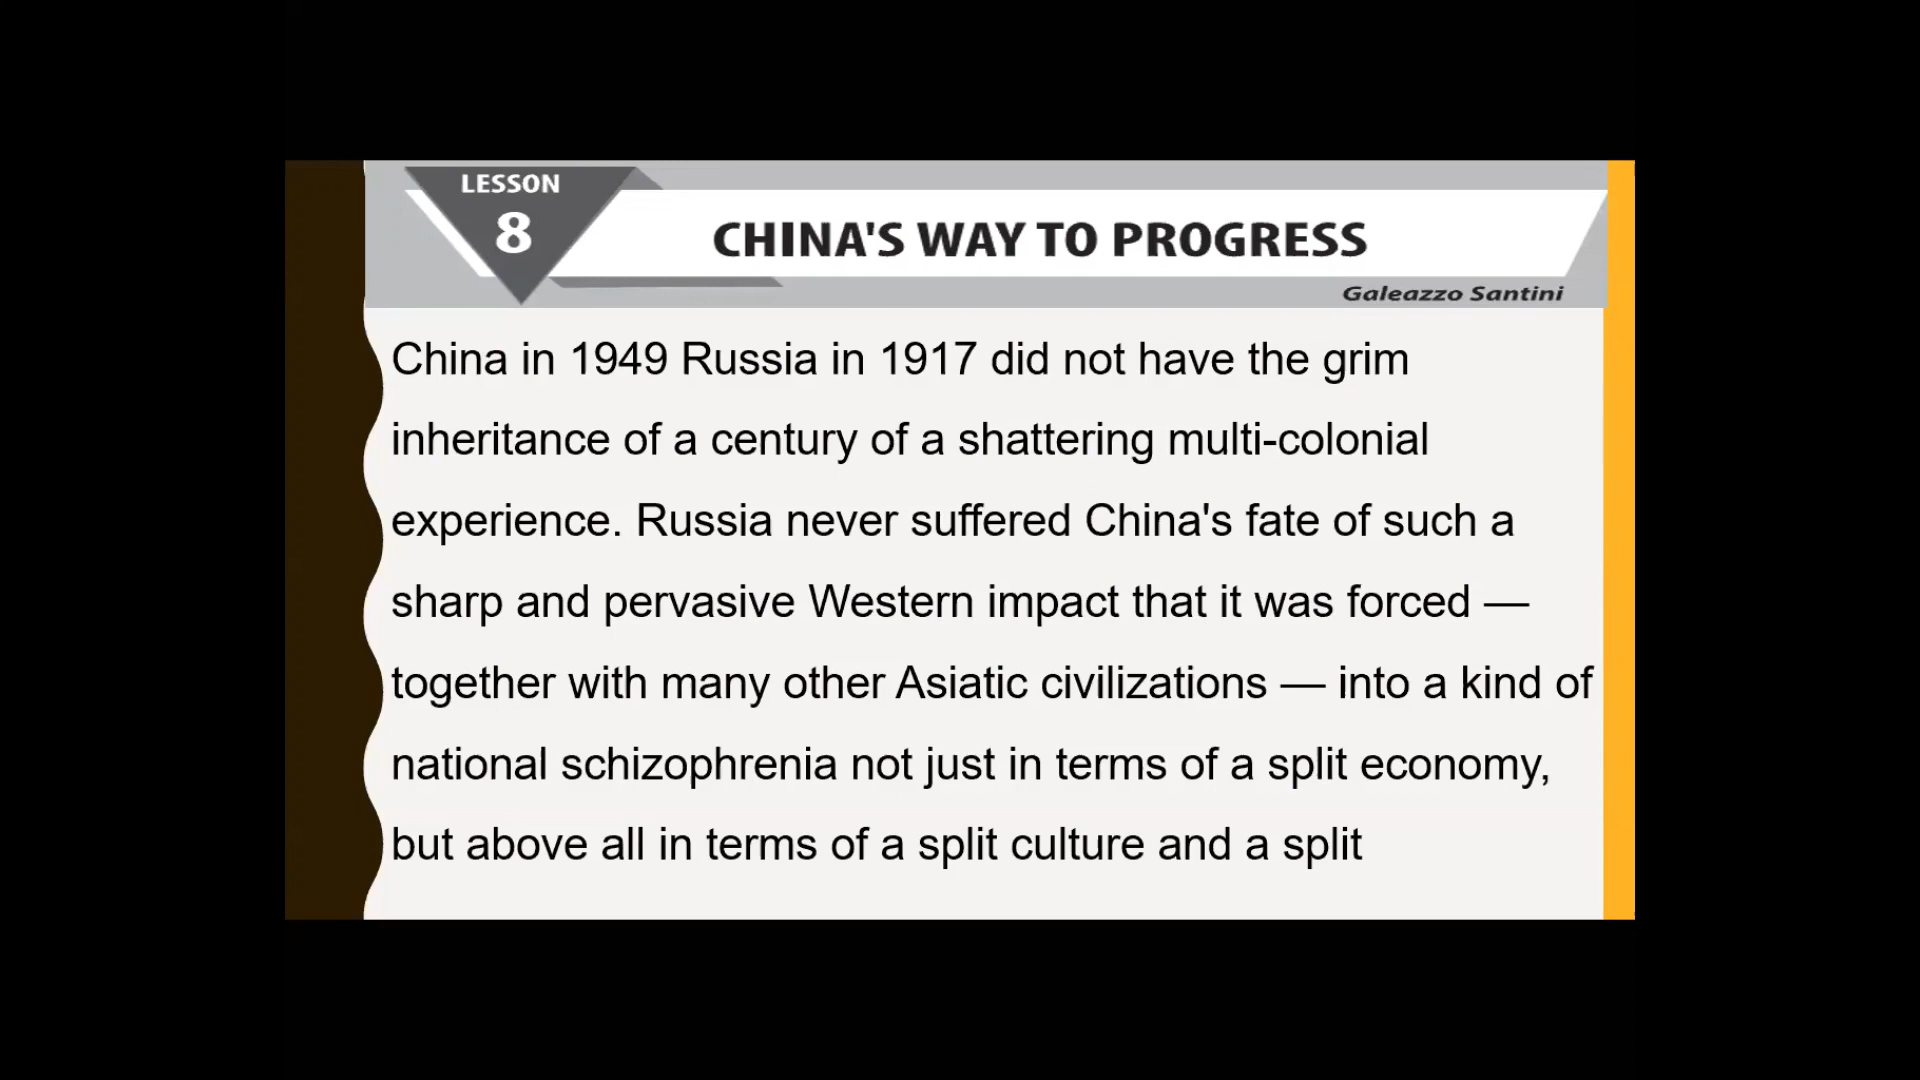 LESSON
8
CHINA'S WAY TO PROGRESS
Galeazzo Santini
China in 1949 Russia in 1917 did not have the grim
inheritance of a century of a shattering multi-colonial
experience. Russia never suffered China's fate of such a
sharp and pervasive Western impact that it was forced —
together with many other Asiatic civilizations — into a kind of
national schizophrenia not just in terms of a split economy,
but above all in terms of a split culture and a split